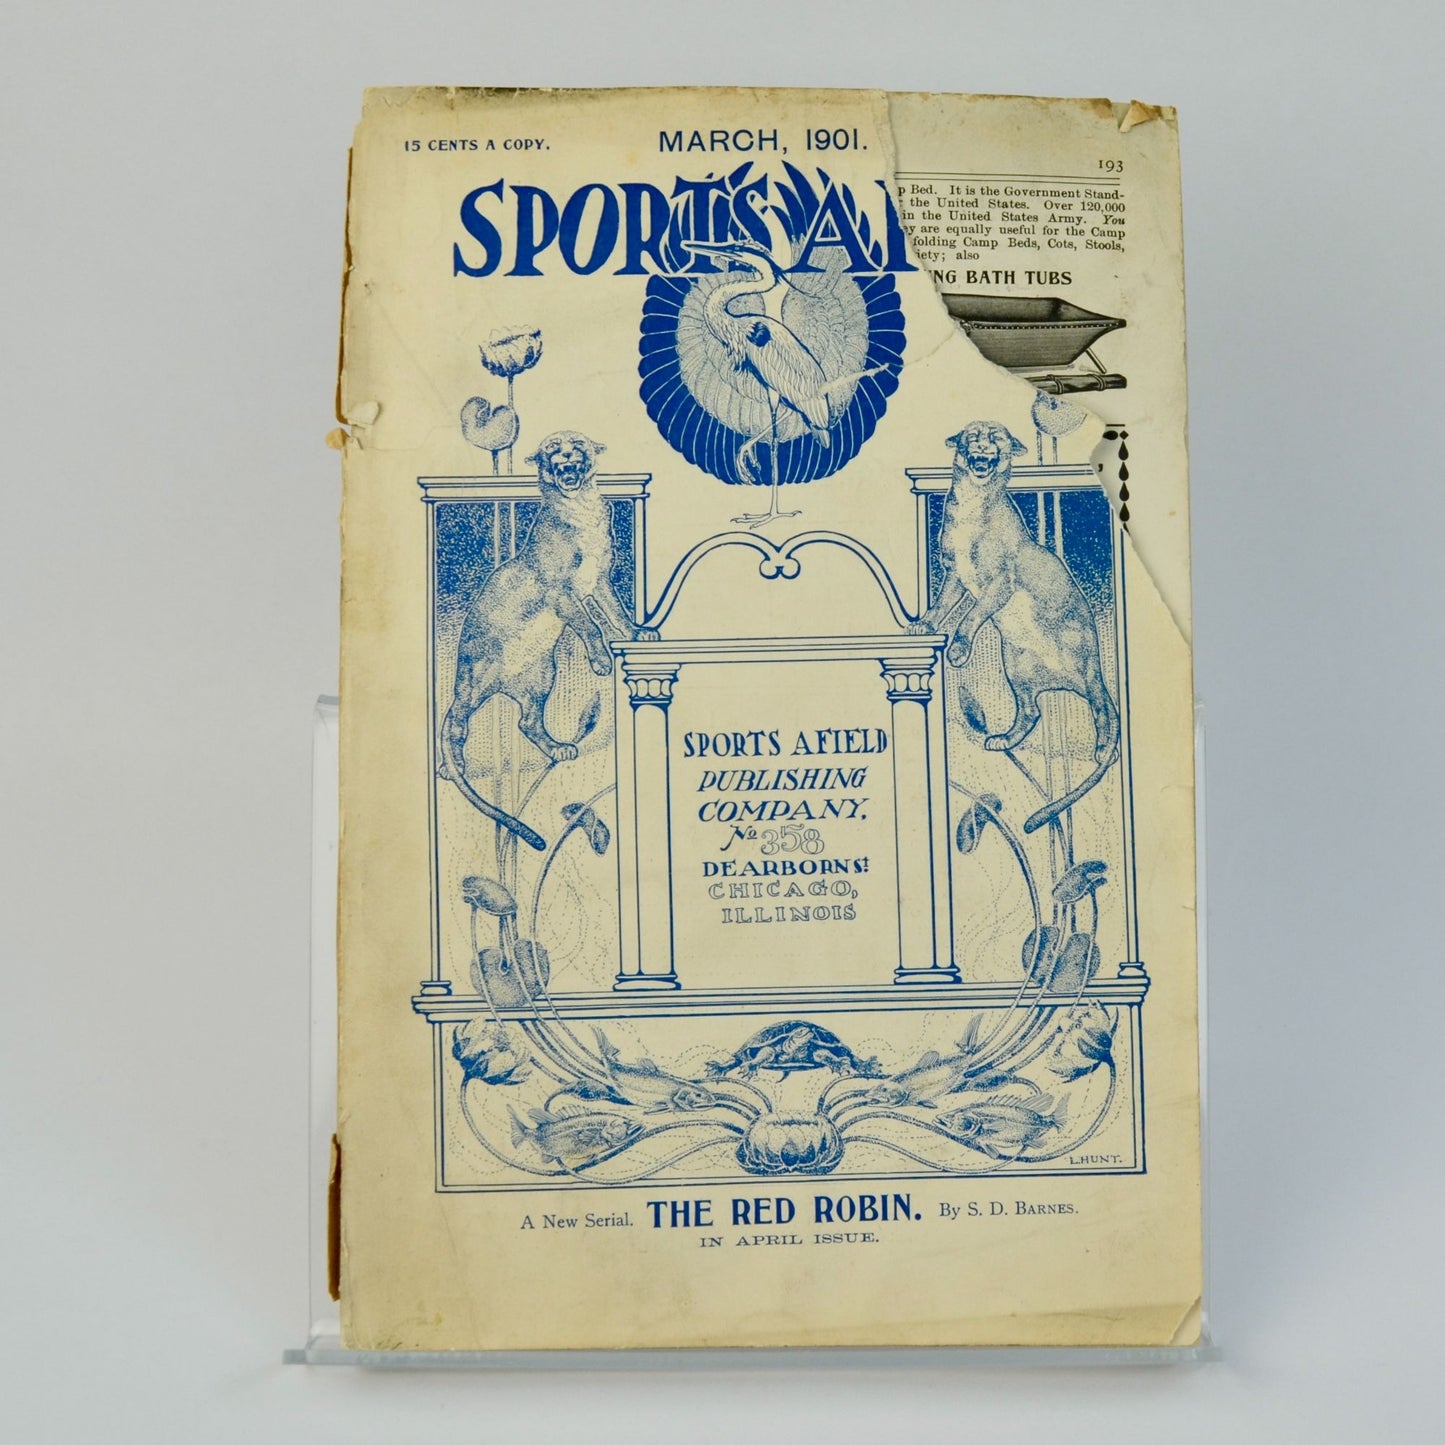 15 CENTS A COPY.
MARCH, 1901.
193
SPORTS A
p Bed. It is the Government Stand-
the United States. Over 120,000
in the United States Army. You
ey are equally useful for the Camp
folding Camp Beds, Cots, Stools,
iety; also
NG BATH TUBS
SPORTS AFIELD
PUBLISHING
COMPANY.
No 358
DEARBORN St.
CHICAGO,
ILLINOIS
L.HUNT.
A New Serial. THE RED ROBIN. By S. D. BARNES.
IN APRIL ISSUE.